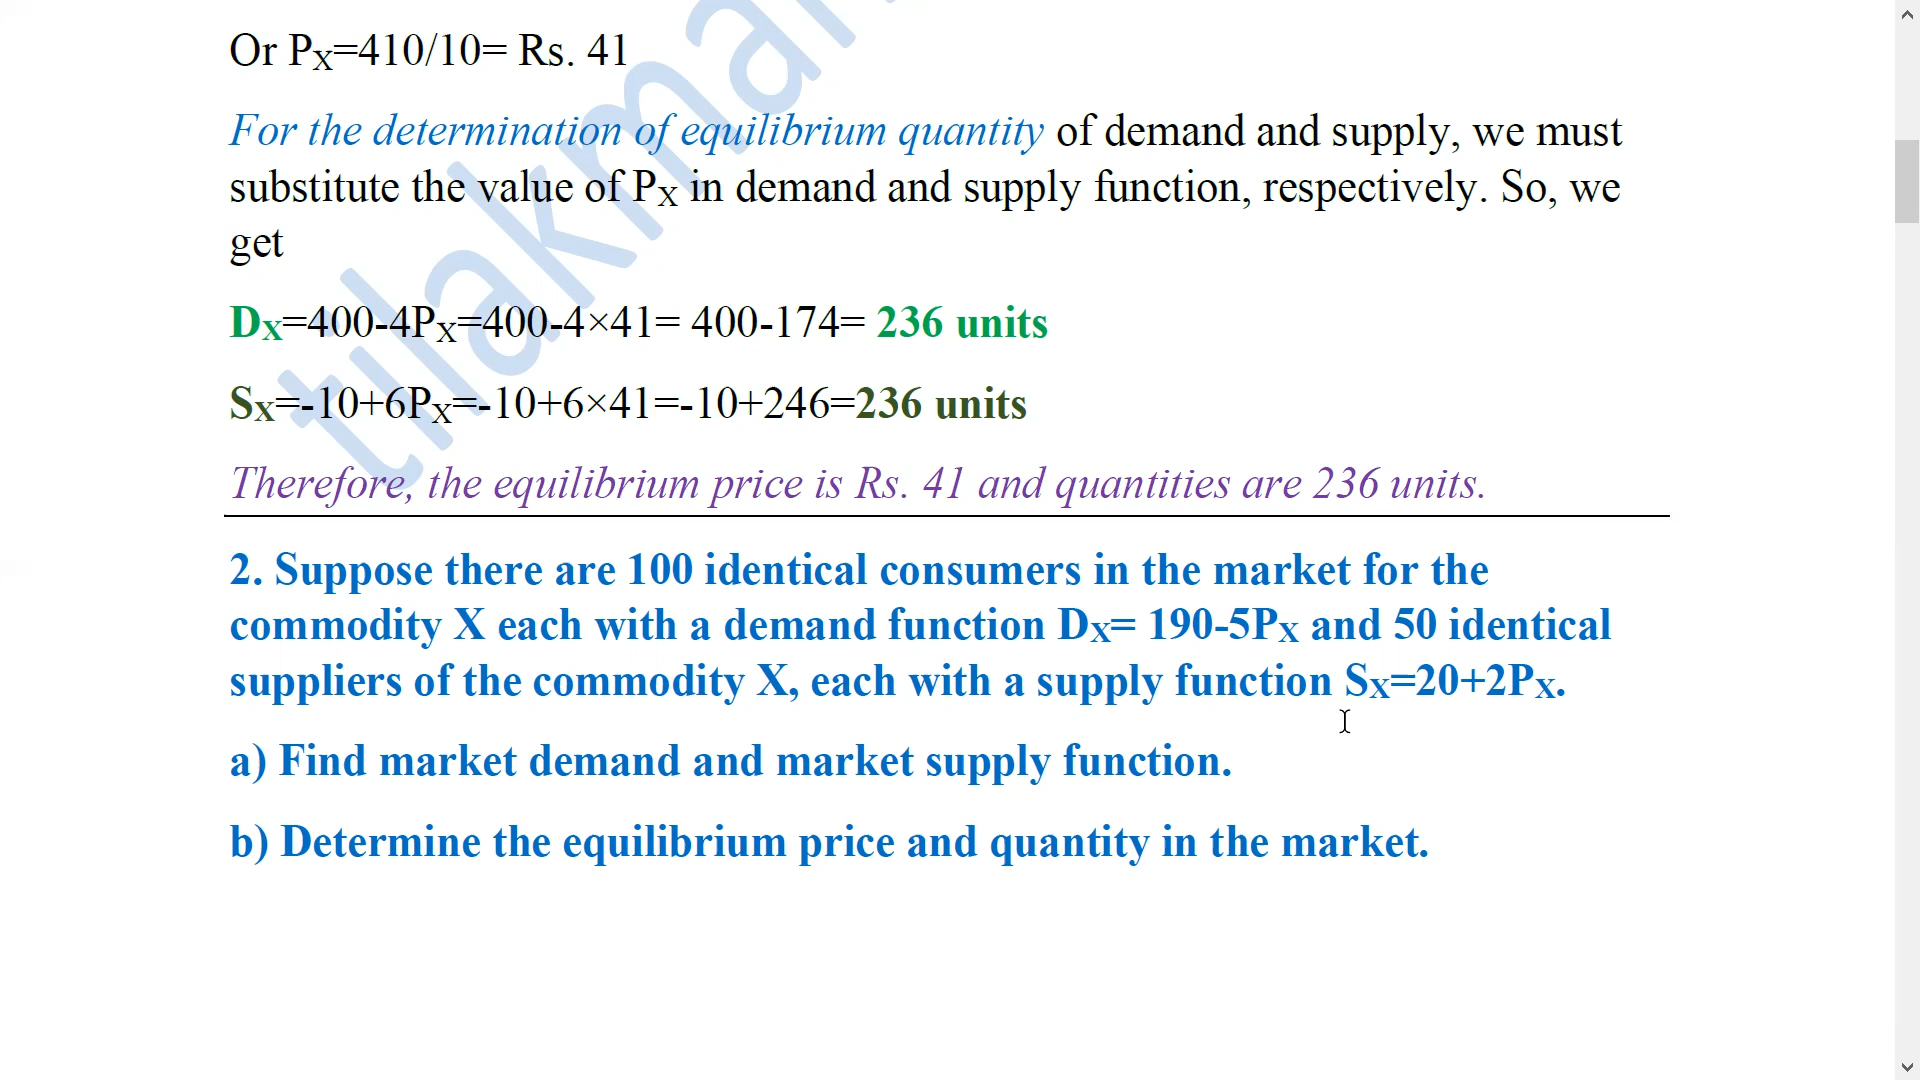 Or PX=410/10= Rs. 41
For the determination of equilibrium quantity of demand and supply, we must
substitute the value of PX in demand and supply function, respectively. So, we
get
DX=400-4PX=400-4×41= 400-174= 236 units
SX=-10+6PX=-10+6×41=-10+246=236 units
Therefore, the equilibrium price is Rs. 41 and quantities are 236 units.
2. Suppose there are 100 identical consumers in the market for the
commodity X each with a demand function DX= 190-5PX and 50 identical
suppliers of the commodity X, each with a supply function SX=20+2PX.
a) Find market demand and market supply function.
b) Determine the equilibrium price and quantity in the market.